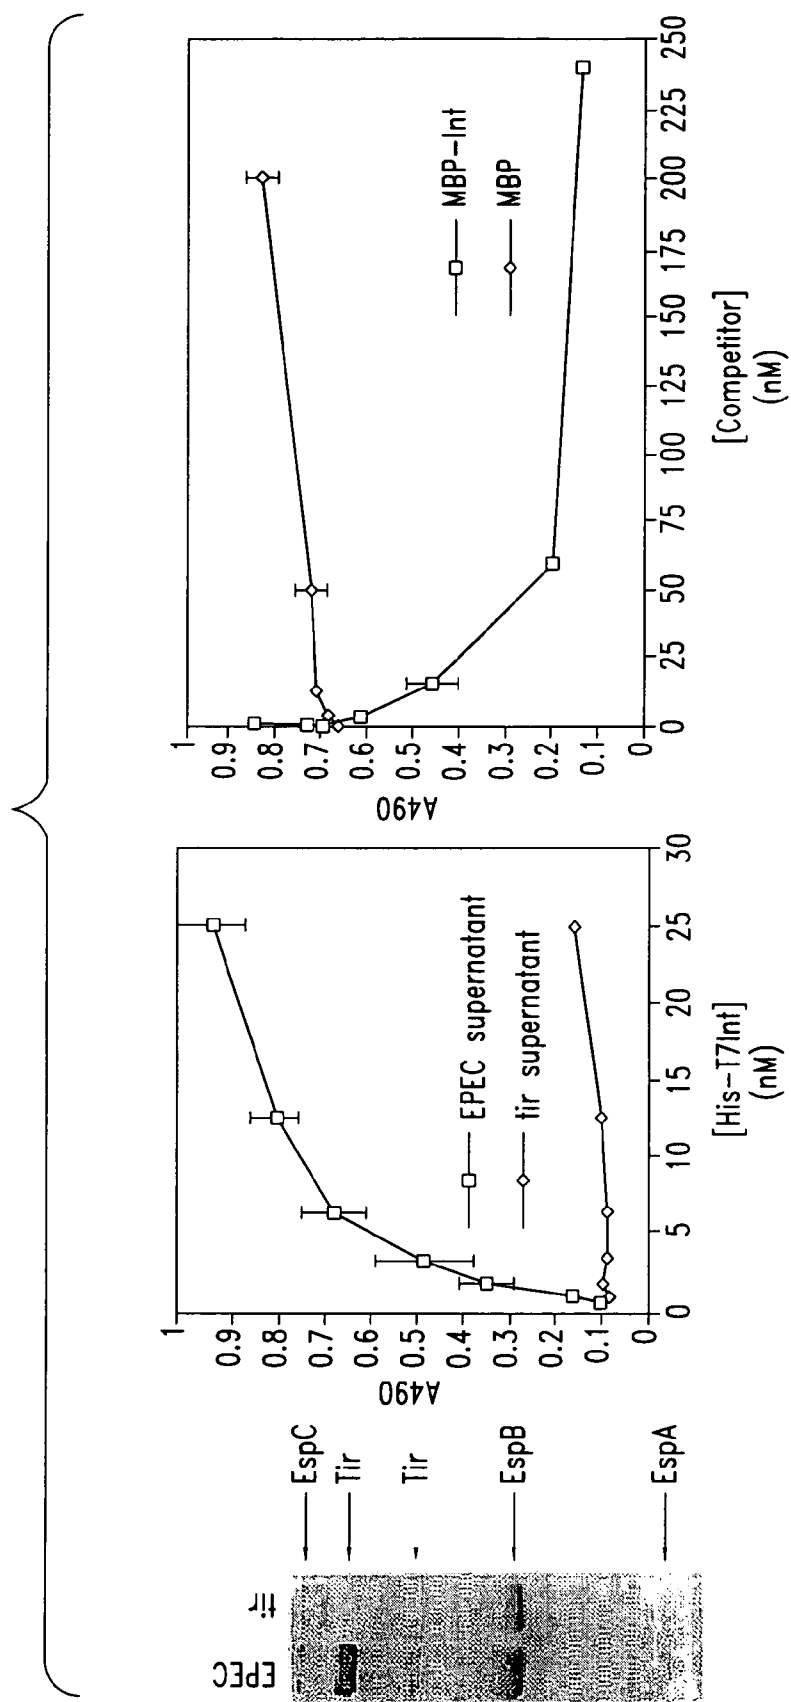 EPEC
tir
EspC
Tir
Tir
EspB
EspA
A490
1
0.9
0.8
0.7
0.6
0.5
0.4
0.3
0.2
0.1
0
EPEC supernatant
tir supernatant
0
5
10
15
20
25
30
[His-T7Int]
(nM)
A490
1
0.9
0.8
0.7
0.6
0.5
0.4
0.3
0.2
0.1
0
MBP-Int
MBP
0
25
50
75
100
125
150
175
200
225
250
[Competitor]
(nM)